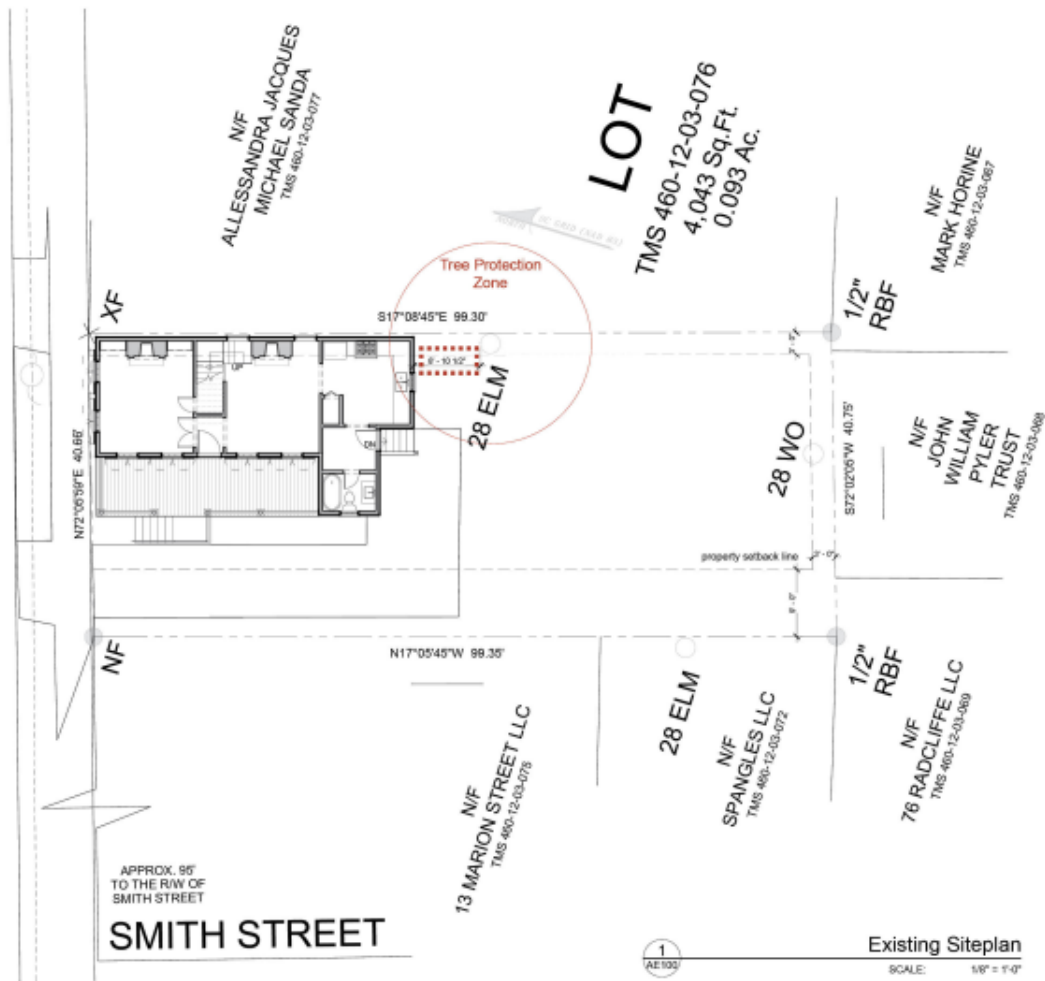 N/F
ALLESSANDRA JACQUES
MICHAEL SANDA
TMS 460-12-03-077
LOT
TMS 460-12-03-076
4,043 Sq.Ft.
0.093 Ac.
N/F
MARK HORINE
TMS 460-12-03-067
Tree Protection
Zone
XF
S17°08'45"E 99.30'
1/2"
RBF
UP
8' - 10 1/2"
28 ELM
DN
N72°05'59"E 40.66'
28 WO
S72°02'05"W 40.75'
N/F
JOHN
WILLIAM
PYLER
TRUST
TMS 460-12-03-068
property setback line
NF
N17°05'45"W 99.35'
1/2"
RBF
28 ELM
N/F
13 MARION STREET LLC
TMS 460-12-03-075
N/F
SPANGLES LLC
TMS 460-12-03-072
N/F
76 RADCLIFFE LLC
TMS 460-12-03-069
APPROX. 95'
TO THE R/W OF
SMITH STREET
SMITH STREET
1
AE100
Existing Siteplan
SCALE: 1/8" = 1'-0"